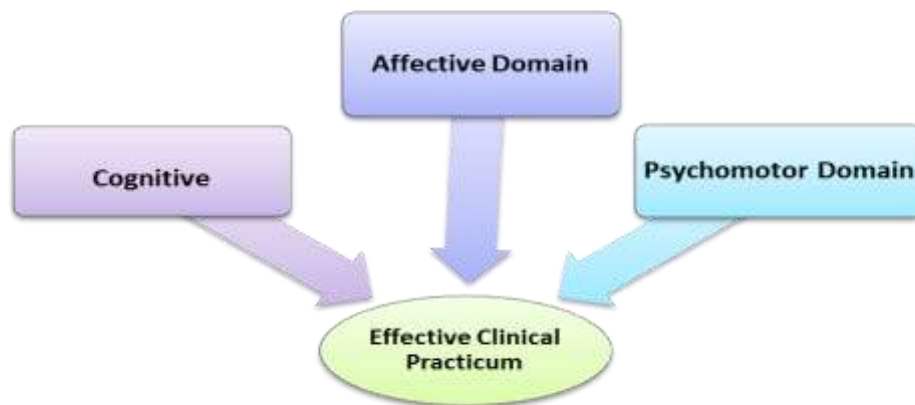 Affective Domain
Cognitive
Psychomotor Domain
Effective Clinical
Practicum